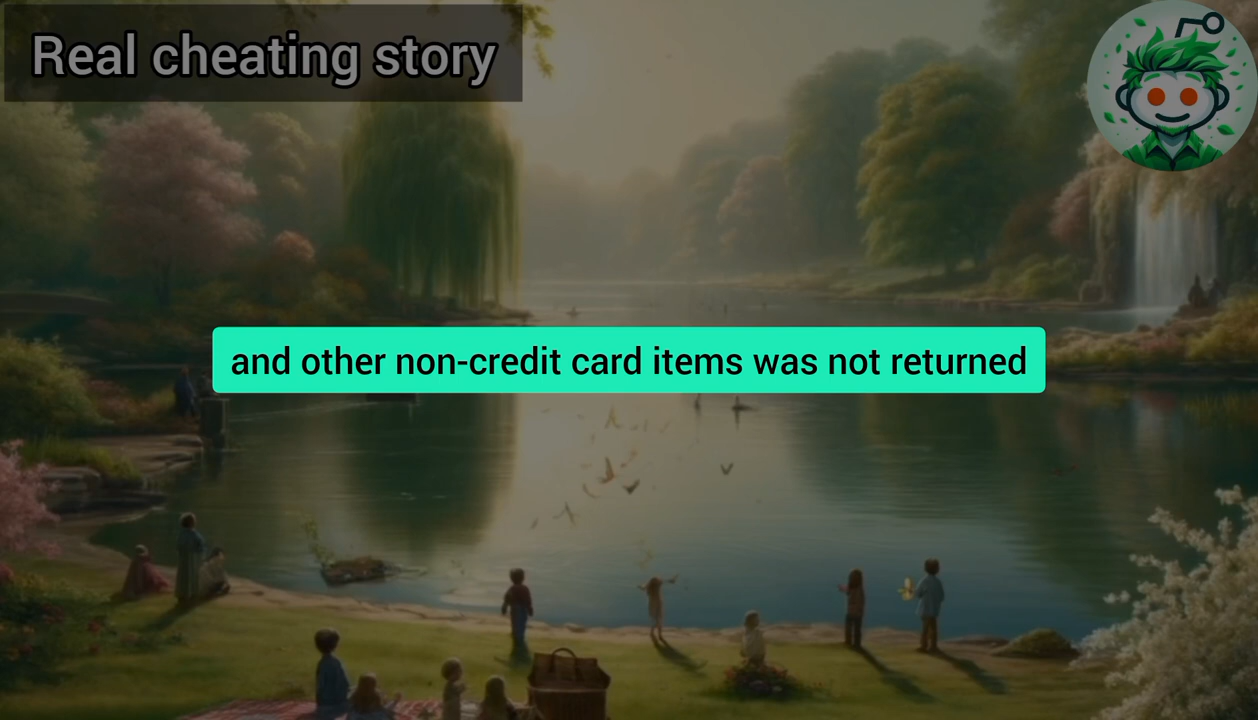 Real cheating story
and other non-credit card items was not returned